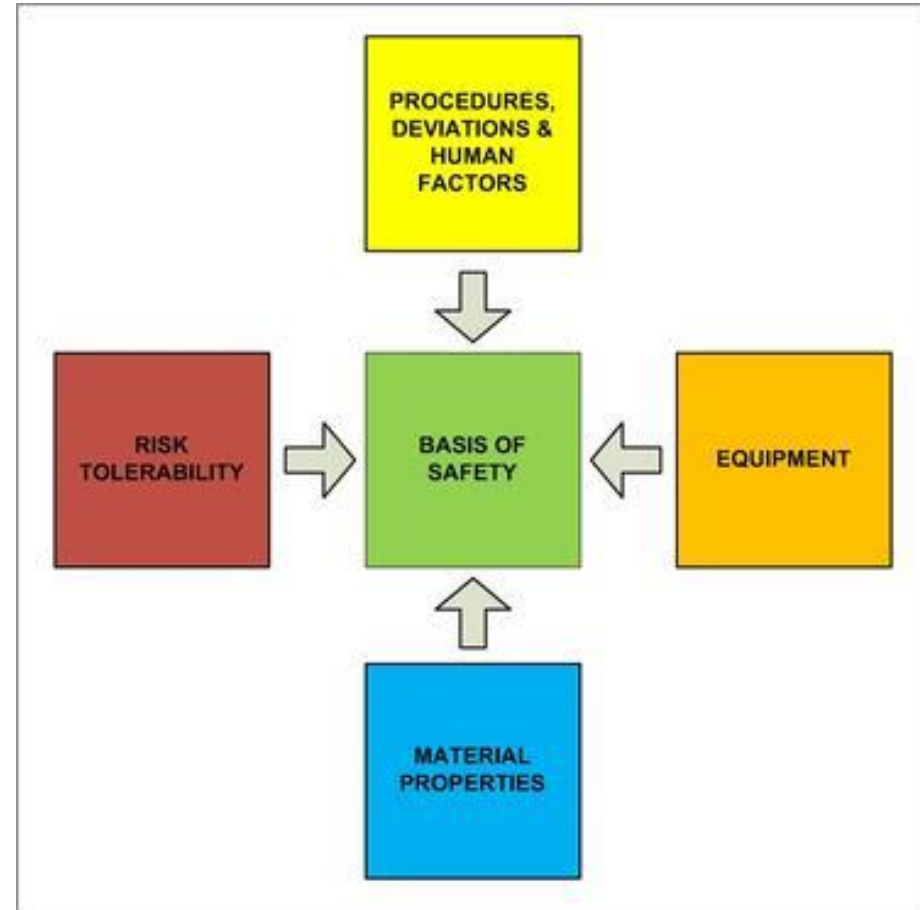 PROCEDURES,
DEVIATIONS &
HUMAN
FACTORS
RISK
TOLERABILITY
BASIS OF
SAFETY
EQUIPMENT
MATERIAL
PROPERTIES